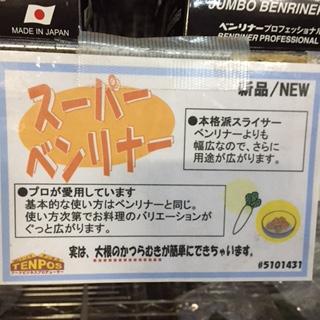 MADE IN JAPAN
JUMBO BENRINER
ベンリナープロフェッショナル
BENRINER PROFESSIONAL
新品/NEW
スーパー
ベンリナー
●本格派スライサー
ベンリナーよりも
幅広なので、さらに
用途が広がります。
●プロが愛用しています
基本的な使い方はベンリナーと同じ。
使い方次第でお料理のバリエーションが
ぐっと広がります。
実は、大根のかつらむきが簡単にできちゃいます。
TENPOS
#5101431